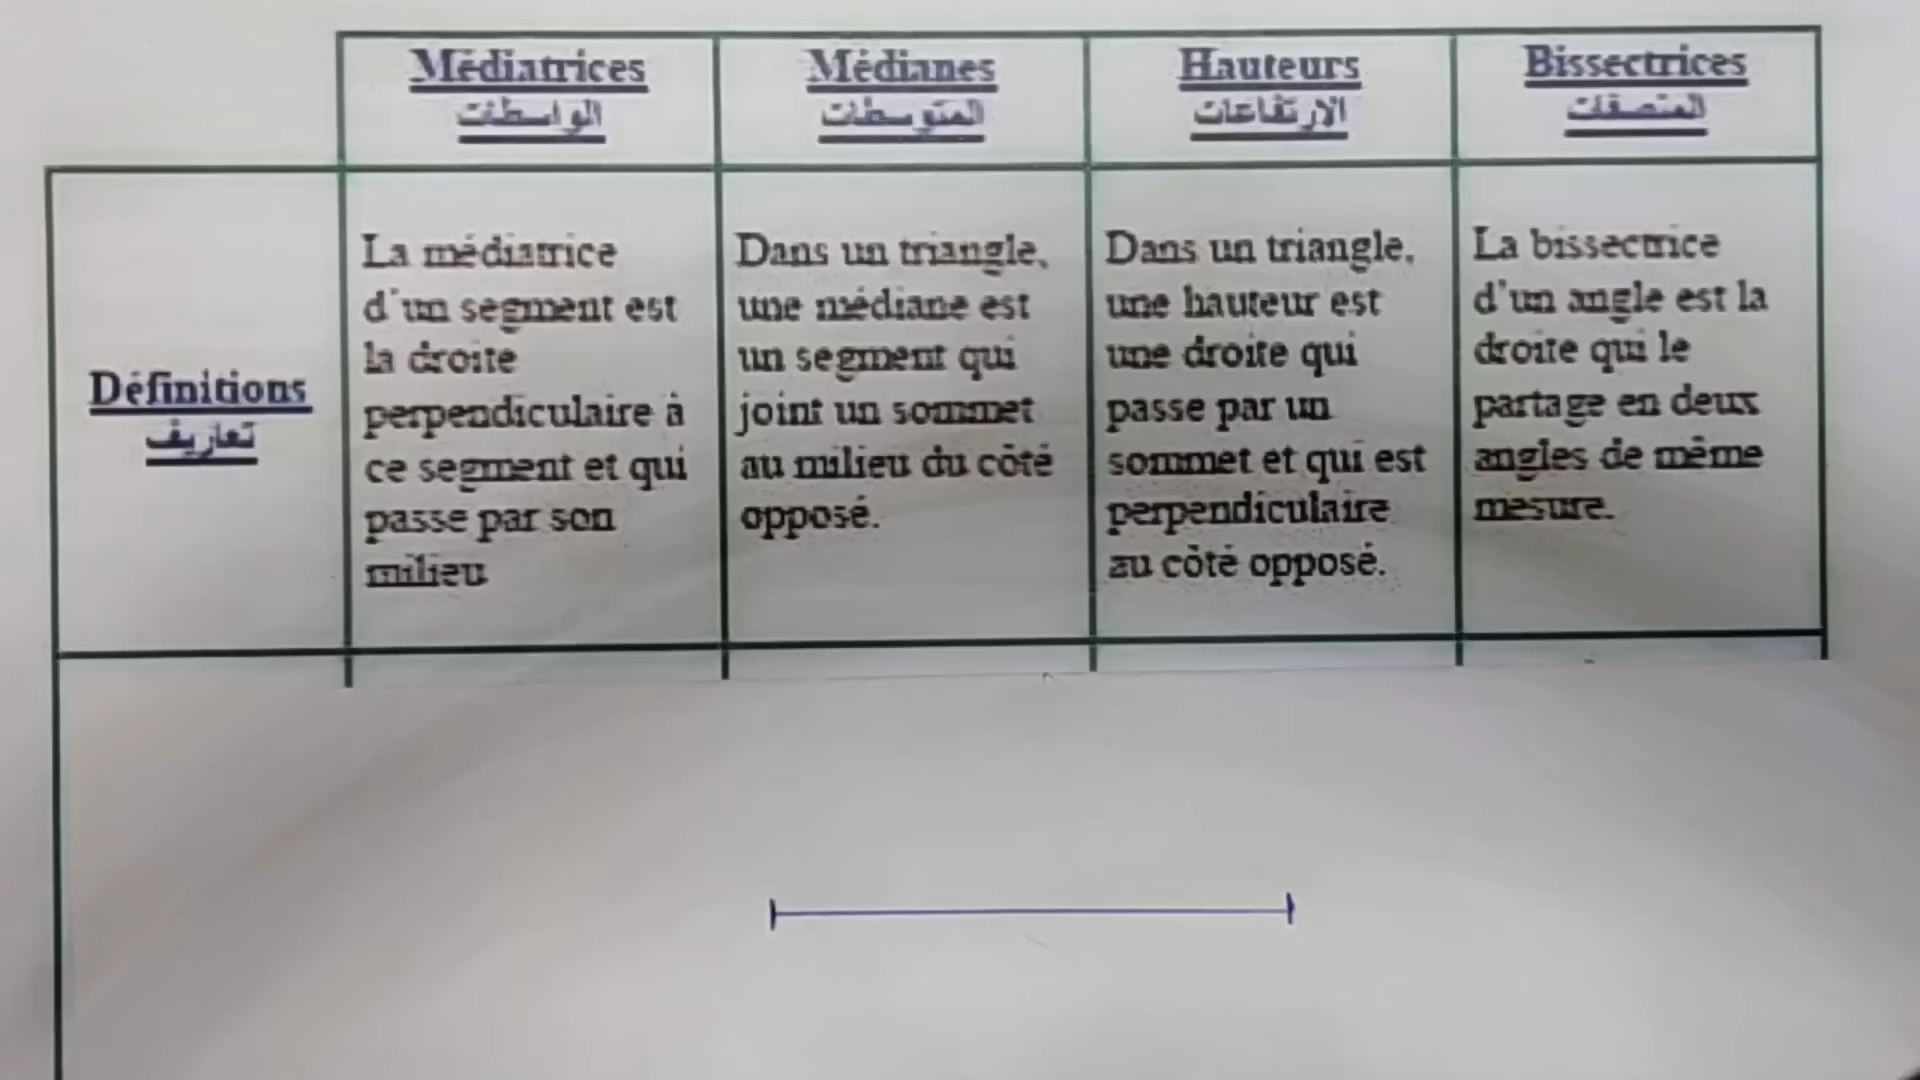 Médiatrices
الواسطات
Médianes
المتوسطات
Hauteurs
الارتفاعات
Bissectrices
المنصفات
Définitions
تعاريف
La médiatrice
d'un segment est
la droite
perpendiculaire à
ce segment et qui
passe par son
milieu
Dans un triangle,
une médiane est
un segment qui
joint un sommet
au milieu du côté
opposé.
Dans un triangle,
une hauteur est
une droite qui
passe par un
sommet et qui est
perpendiculaire
au côté opposé.
La bissectrice
d'un angle est la
droite qui le
partage en deux
angles de même
mesure.